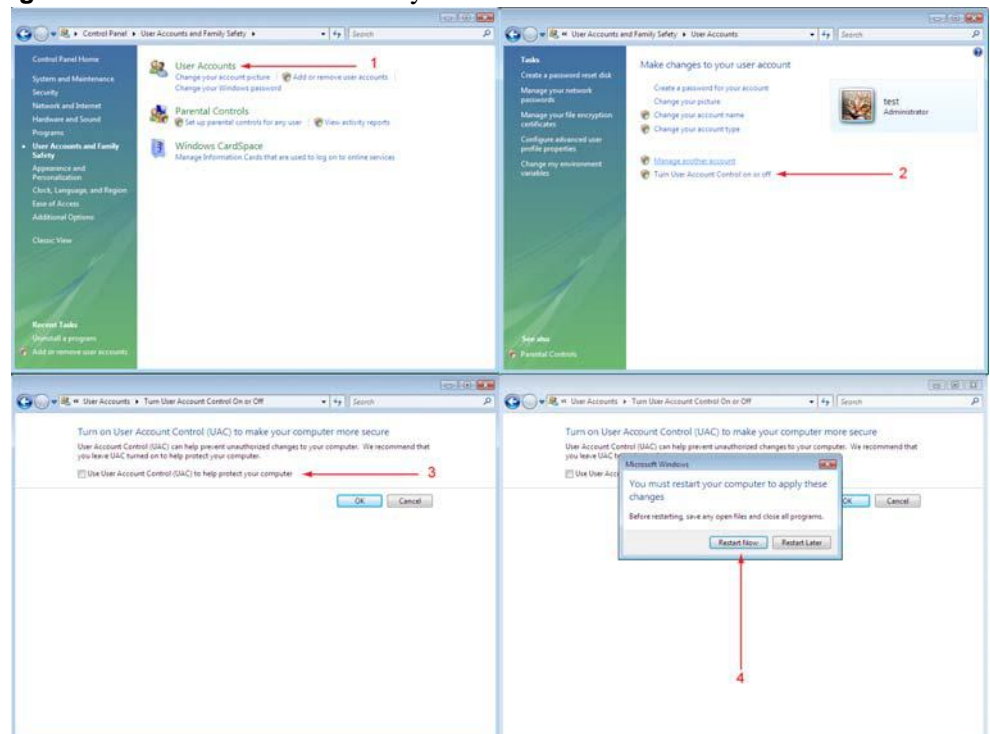 Control Panel ▸ User Accounts and Family Safety ▸
Search
Control Panel Home
System and Maintenance
Security
Network and Internet
Hardware and Sound
Programs
User Accounts and Family
Safety
Appearance and
Personalization
Clock, Language, and Region
Ease of Access
Additional Options
Classic View
Recent Tasks
Uninstall a program
Add or remove user accounts
User Accounts
1
Change your account picture
Add or remove user accounts
Change your Windows password
Parental Controls
Set up parental controls for any user
View activity reports
Windows CardSpace
Manage Information Cards that are used to log on to online services
« User Accounts and Family Safety ▸ User Accounts
Search
Tasks
Create a password reset disk
Manage your network
passwords
Manage your file encryption
certificates
Configure advanced user
profile properties
Change my environment
variables
See also
Parental Controls
Make changes to your user account
Create a password for your account
Change your picture
Change your account name
Change your account type
Manage another account
Turn User Account Control on or off
2
test
Administrator
« User Accounts ▸ Turn User Account Control On or Off
Search
Turn on User Account Control (UAC) to make your computer more secure
User Account Control (UAC) can help prevent unauthorized changes to your computer. We recommend that
you leave UAC turned on to help protect your computer.
Use User Account Control (UAC) to help protect your computer
3
OK
Cancel
« User Accounts ▸ Turn User Account Control On or Off
Search
Turn on User Account Control (UAC) to make your computer more secure
User Account Control (UAC) can help prevent unauthorized changes to your computer. We recommend that
you leave UAC
Use User Acc
Microsoft Windows
You must restart your computer to apply these
changes
Before restarting, save any open files and close all programs.
Restart Now
Restart Later
OK
Cancel
4